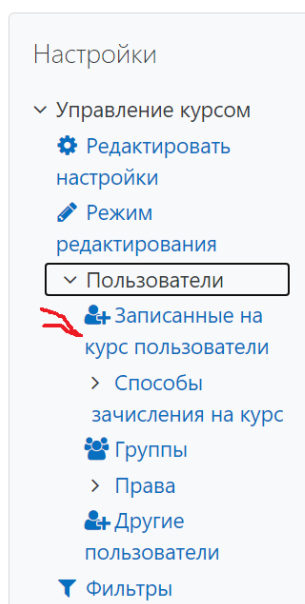 Настройки
Управление курсом
Редактировать
настройки
Режим
редактирования
Пользователи
Записанные на
курс пользователи
Способы
зачисления на курс
Группы
Права
Другие
пользователи
Фильтры